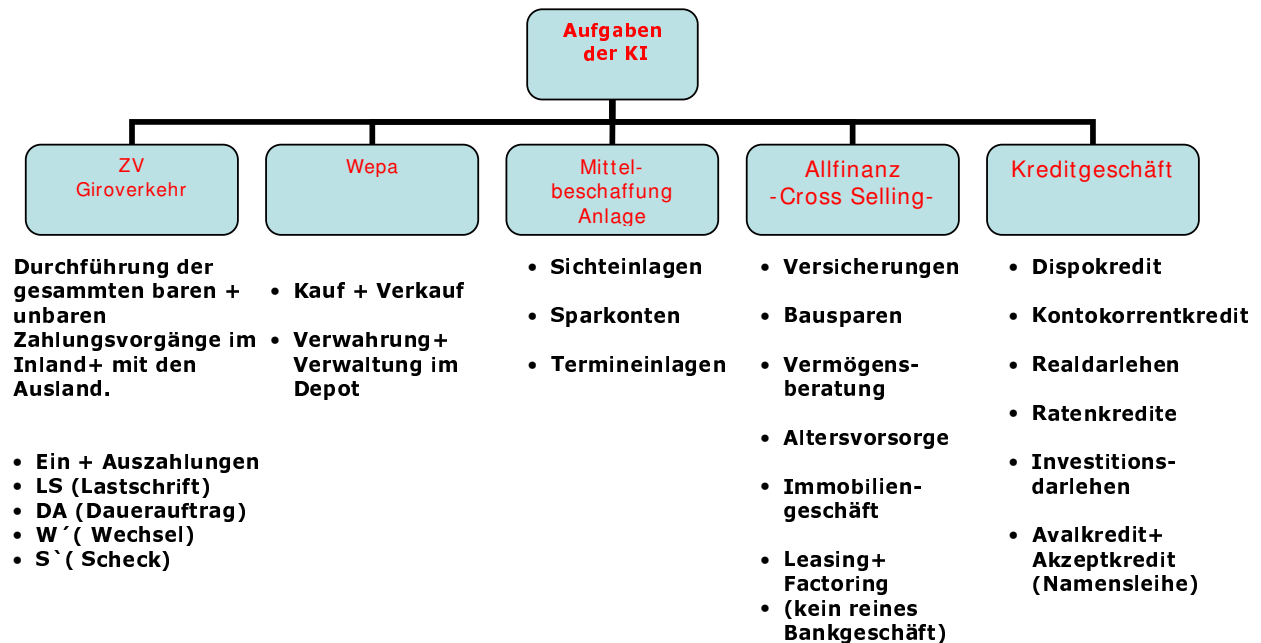 Aufgaben
der KI
ZV
Giroverkehr
Wepa
Mittel-
beschaffung
Anlage
Allfinanz
-Cross Selling-
Kreditgeschäft
Durchführung der
gesammten baren +
unbaren
Zahlungsvorgänge im
Inland+ mit den
Ausland.
• Ein + Auszahlungen
• LS (Lastschrift)
• DA (Dauerauftrag)
• W´( Wechsel)
• S`( Scheck)
• Kauf + Verkauf
• Verwahrung+
Verwaltung im
Depot
• Sichteinlagen
• Sparkonten
• Termineinlagen
• Versicherungen
• Bausparen
• Vermögens-
beratung
• Altersvorsorge
• Immobilien-
geschäft
• Leasing+
Factoring
• (kein reines
Bankgeschäft)
• Dispokredit
• Kontokorrentkredit
• Realdarlehen
• Ratenkredite
• Investitions-
darlehen
• Avalkredit+
Akzeptkredit
(Namensleihe)